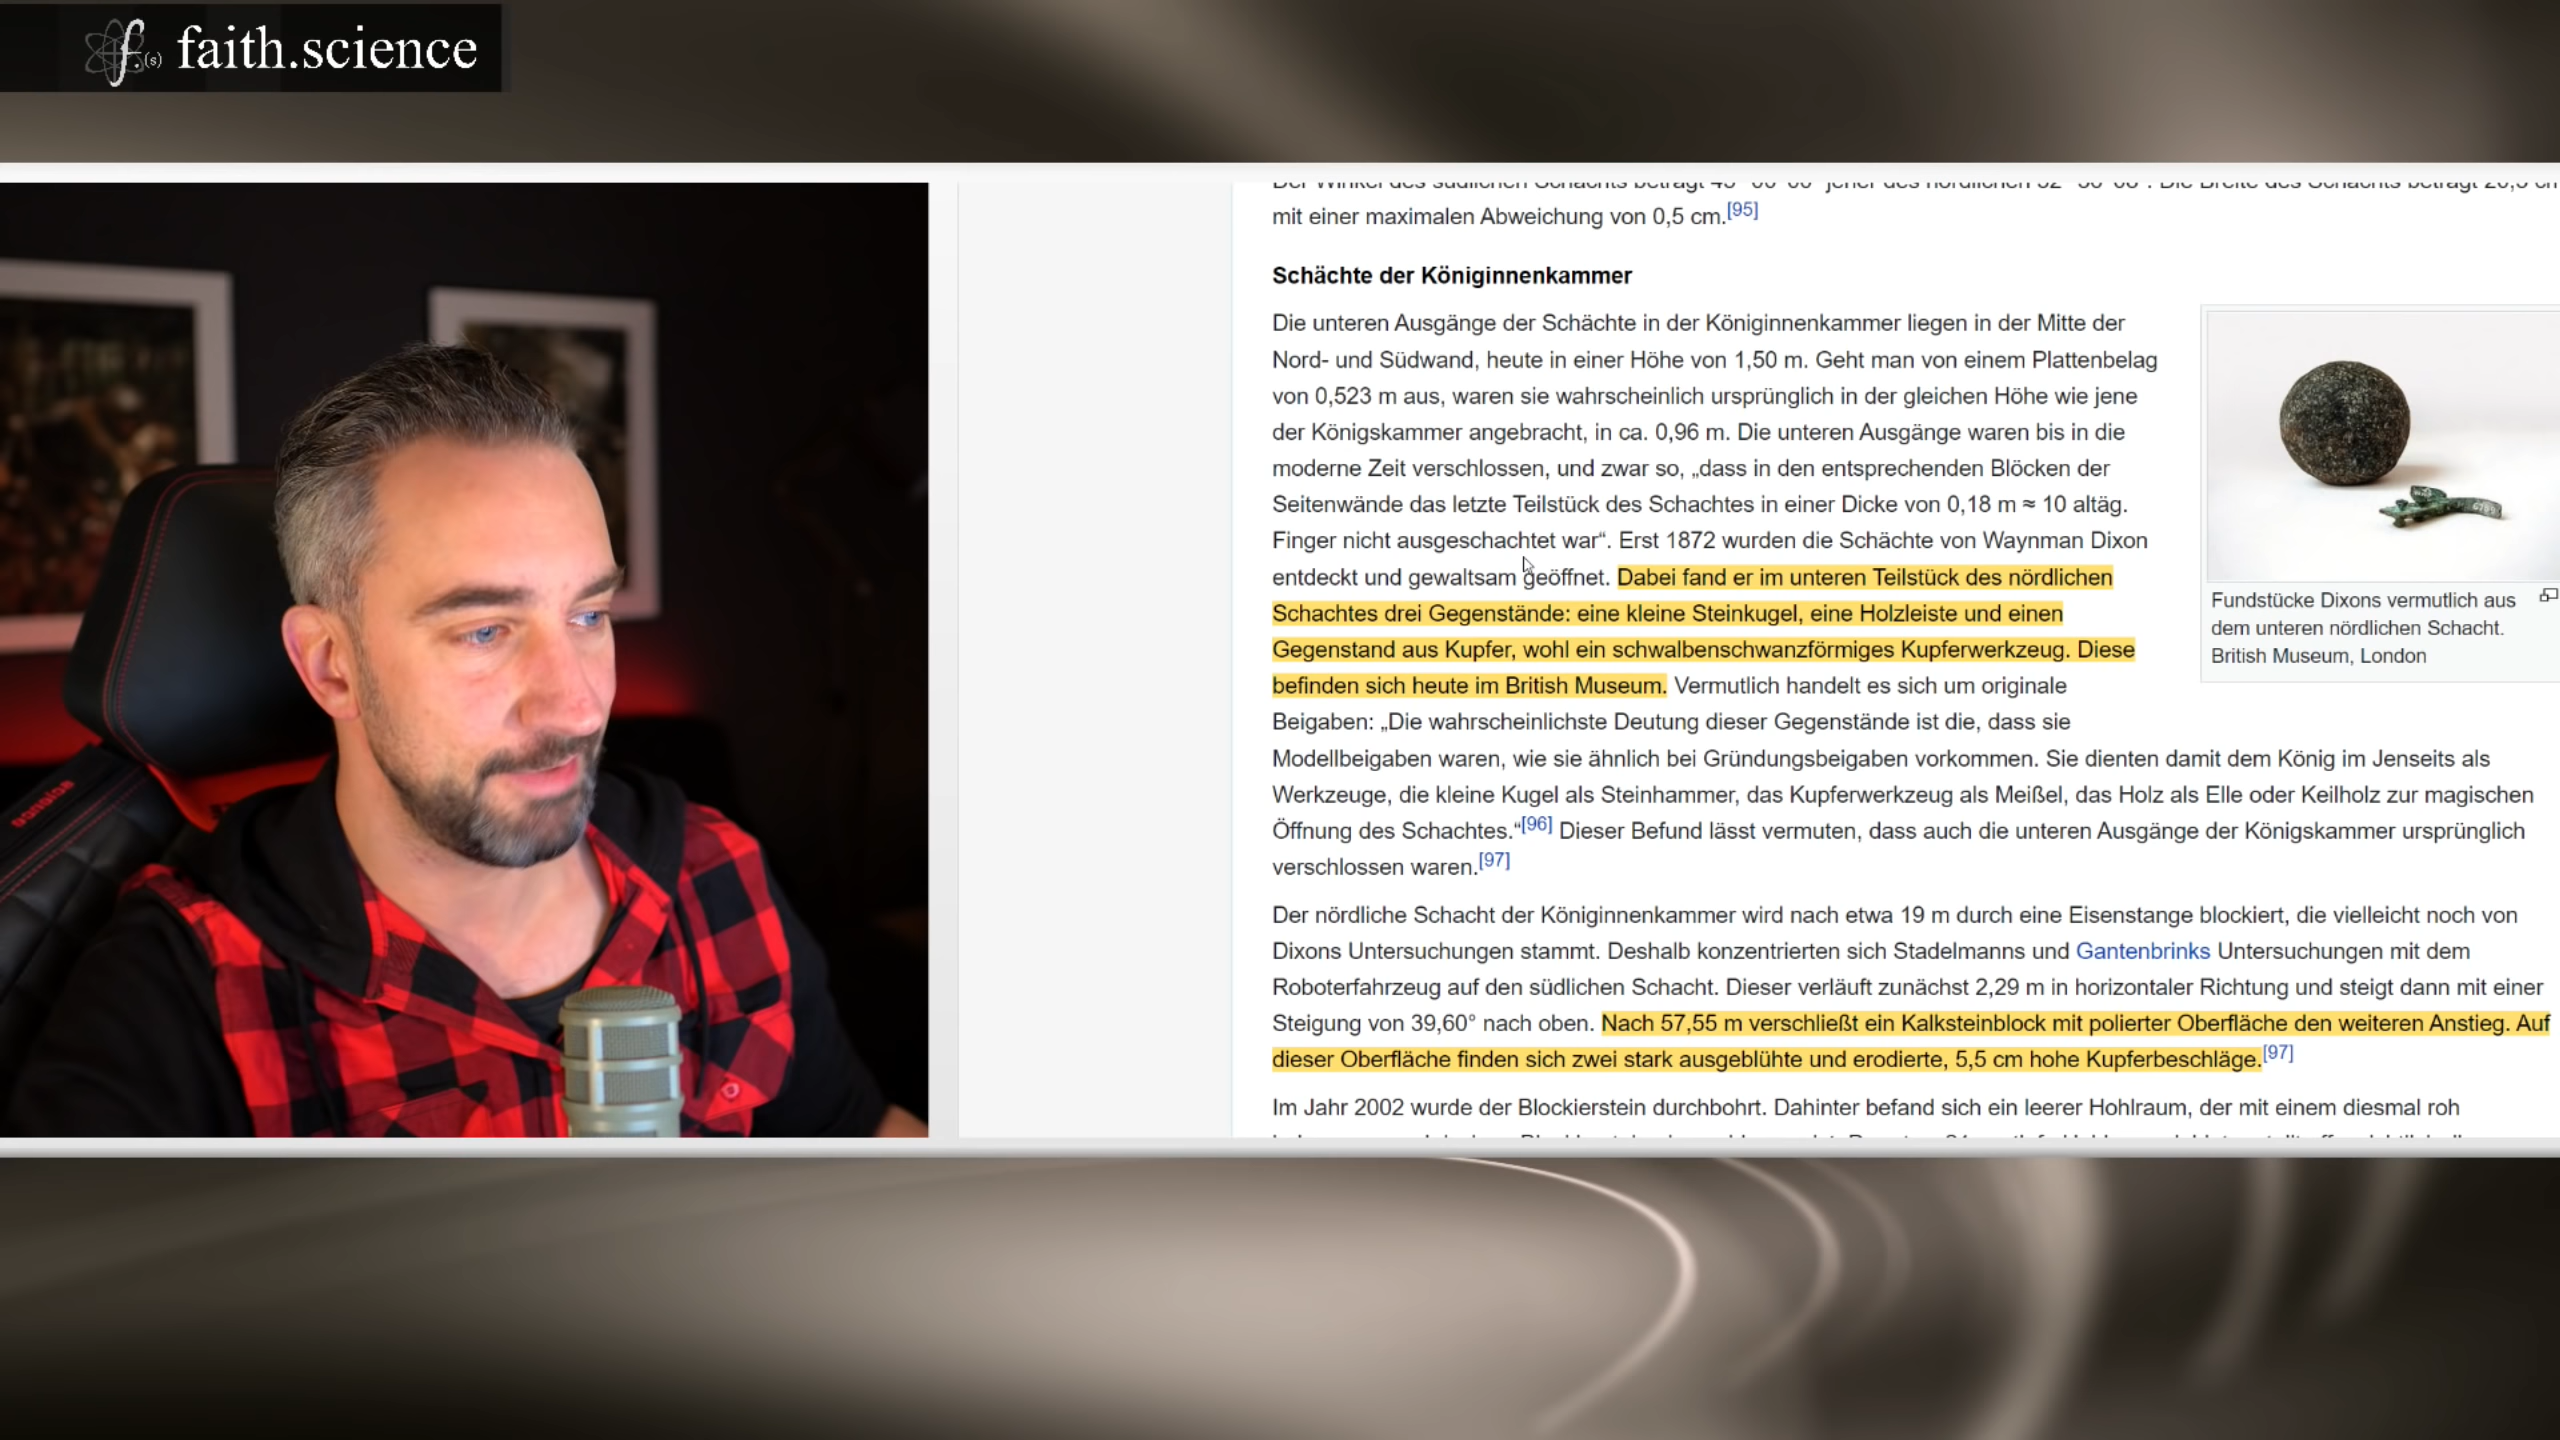 f.(s) faith.science
mit einer maximalen Abweichung von 0,5 cm.[95]
Schächte der Königinnenkammer
Die unteren Ausgänge der Schächte in der Königinnenkammer liegen in der Mitte der
Nord- und Südwand, heute in einer Höhe von 1,50 m. Geht man von einem Plattenbelag
von 0,523 m aus, waren sie wahrscheinlich ursprünglich in der gleichen Höhe wie jene
der Königskammer angebracht, in ca. 0,96 m. Die unteren Ausgänge waren bis in die
moderne Zeit verschlossen, und zwar so, „dass in den entsprechenden Blöcken der
Seitenwände das letzte Teilstück des Schachtes in einer Dicke von 0,18 m ≈ 10 altäg.
Finger nicht ausgeschachtet war“. Erst 1872 wurden die Schächte von Waynman Dixon
entdeckt und gewaltsam geöffnet. Dabei fand er im unteren Teilstück des nördlichen
Schachtes drei Gegenstände: eine kleine Steinkugel, eine Holzleiste und einen
Gegenstand aus Kupfer, wohl ein schwalbenschwanzförmiges Kupferwerkzeug. Diese
befinden sich heute im British Museum. Vermutlich handelt es sich um originale
Beigaben: „Die wahrscheinlichste Deutung dieser Gegenstände ist die, dass sie
Modellbeigaben waren, wie sie ähnlich bei Gründungsbeigaben vorkommen. Sie dienten damit dem König im Jenseits als
Werkzeuge, die kleine Kugel als Steinhammer, das Kupferwerkzeug als Meißel, das Holz als Elle oder Keilholz zur magischen
Öffnung des Schachtes.“[96] Dieser Befund lässt vermuten, dass auch die unteren Ausgänge der Königskammer ursprünglich
verschlossen waren.[97]
Fundstücke Dixons vermutlich aus
dem unteren nördlichen Schacht.
British Museum, London
Der nördliche Schacht der Königinnenkammer wird nach etwa 19 m durch eine Eisenstange blockiert, die vielleicht noch von
Dixons Untersuchungen stammt. Deshalb konzentrierten sich Stadelmanns und Gantenbrinks Untersuchungen mit dem
Roboterfahrzeug auf den südlichen Schacht. Dieser verläuft zunächst 2,29 m in horizontaler Richtung und steigt dann mit einer
Steigung von 39,60° nach oben. Nach 57,55 m verschließt ein Kalksteinblock mit polierter Oberfläche den weiteren Anstieg. Auf
dieser Oberfläche finden sich zwei stark ausgeblühte und erodierte, 5,5 cm hohe Kupferbeschläge.[97]
Im Jahr 2002 wurde der Blockierstein durchbohrt. Dahinter befand sich ein leerer Hohlraum, der mit einem diesmal roh
science